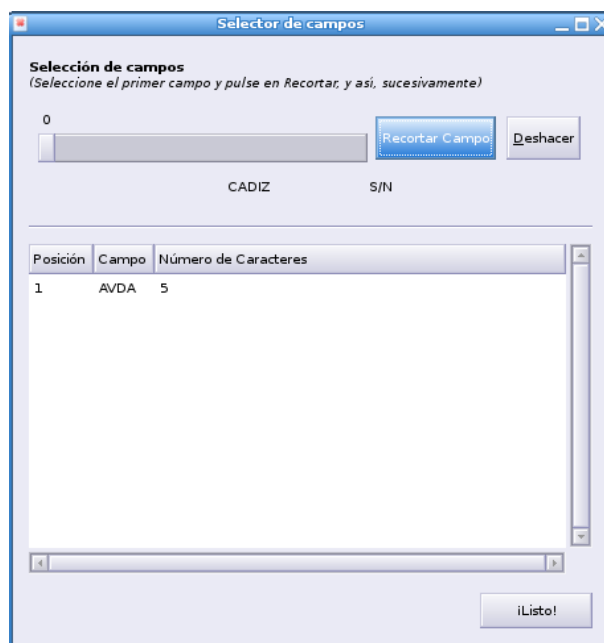 Selector de campos
Selección de campos
(Seleccione el primer campo y pulse en Recortar, y así, sucesivamente)
0
Recortar Campo
Deshacer
CADIZ S/N
Posición Campo Número de Caracteres
1 AVDA 5
¡Listo!